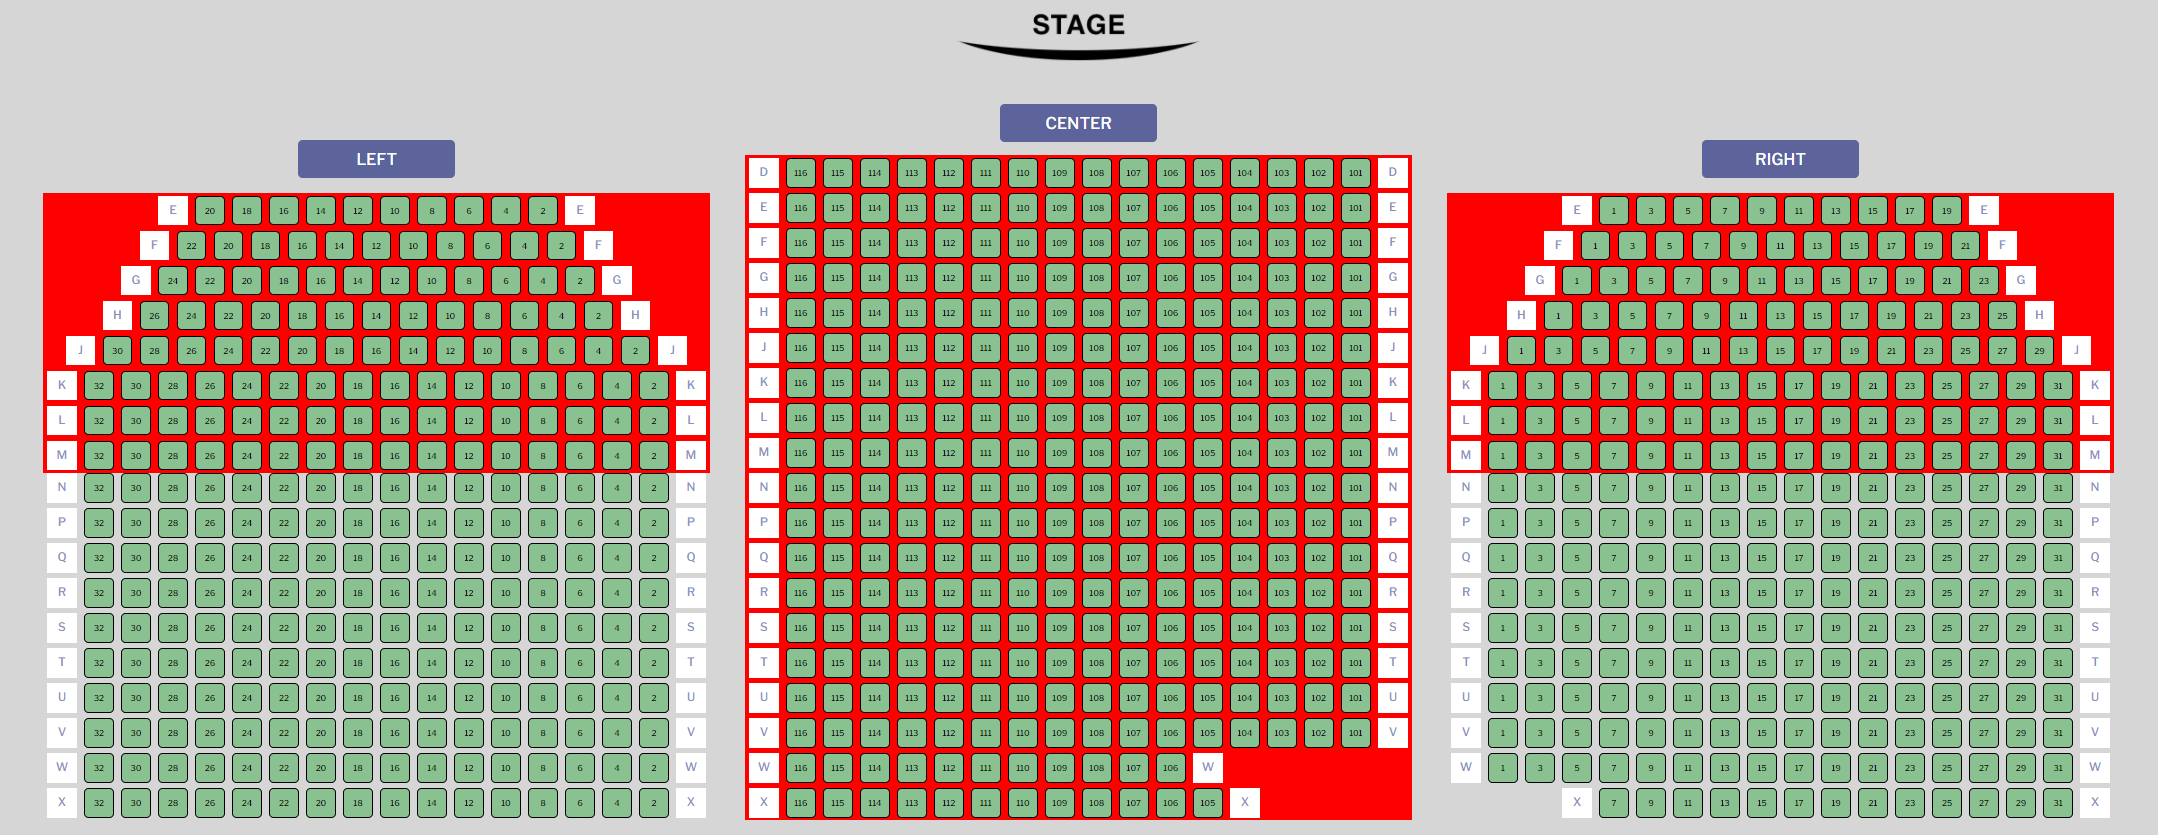 STAGE
CENTER
LEFT
RIGHT
D 116 115 114 113 112 111 110 109 108 107 106 105 104 103 102 101 D
E 20 18 16 14 12 10 8 6 4 2 E
E 116 115 114 113 112 111 110 109 108 107 106 105 104 103 102 101 E
E 1 3 5 7 9 11 13 15 17 19 E
F 22 20 18 16 14 12 10 8 6 4 2 F
F 116 115 114 113 112 111 110 109 108 107 106 105 104 103 102 101 F
F 1 3 5 7 9 11 13 15 17 19 21 F
G 24 22 20 18 16 14 12 10 8 6 4 2 G
G 116 115 114 113 112 111 110 109 108 107 106 105 104 103 102 101 G
G 1 3 5 7 9 11 13 15 17 19 21 23 G
H 26 24 22 20 18 16 14 12 10 8 6 4 2 H
H 116 115 114 113 112 111 110 109 108 107 106 105 104 103 102 101 H
H 1 3 5 7 9 11 13 15 17 19 21 23 25 H
J 30 28 26 24 22 20 18 16 14 12 10 8 6 4 2 J
J 116 115 114 113 112 111 110 109 108 107 106 105 104 103 102 101 J
J 1 3 5 7 9 11 13 15 17 19 21 23 25 27 29 J
K 32 30 28 26 24 22 20 18 16 14 12 10 8 6 4 2 K
K 116 115 114 113 112 111 110 109 108 107 106 105 104 103 102 101 K
K 1 3 5 7 9 11 13 15 17 19 21 23 25 27 29 31 K
L 32 30 28 26 24 22 20 18 16 14 12 10 8 6 4 2 L
L 116 115 114 113 112 111 110 109 108 107 106 105 104 103 102 101 L
L 1 3 5 7 9 11 13 15 17 19 21 23 25 27 29 31 L
M 32 30 28 26 24 22 20 18 16 14 12 10 8 6 4 2 M
M 116 115 114 113 112 111 110 109 108 107 106 105 104 103 102 101 M
M 1 3 5 7 9 11 13 15 17 19 21 23 25 27 29 31 M
N 32 30 28 26 24 22 20 18 16 14 12 10 8 6 4 2 N
N 116 115 114 113 112 111 110 109 108 107 106 105 104 103 102 101 N
N 1 3 5 7 9 11 13 15 17 19 21 23 25 27 29 31 N
P 32 30 28 26 24 22 20 18 16 14 12 10 8 6 4 2 P
P 116 115 114 113 112 111 110 109 108 107 106 105 104 103 102 101 P
P 1 3 5 7 9 11 13 15 17 19 21 23 25 27 29 31 P
Q 32 30 28 26 24 22 20 18 16 14 12 10 8 6 4 2 Q
Q 116 115 114 113 112 111 110 109 108 107 106 105 104 103 102 101 Q
Q 1 3 5 7 9 11 13 15 17 19 21 23 25 27 29 31 Q
R 32 30 28 26 24 22 20 18 16 14 12 10 8 6 4 2 R
R 116 115 114 113 112 111 110 109 108 107 106 105 104 103 102 101 R
R 1 3 5 7 9 11 13 15 17 19 21 23 25 27 29 31 R
S 32 30 28 26 24 22 20 18 16 14 12 10 8 6 4 2 S
S 116 115 114 113 112 111 110 109 108 107 106 105 104 103 102 101 S
S 1 3 5 7 9 11 13 15 17 19 21 23 25 27 29 31 S
T 32 30 28 26 24 22 20 18 16 14 12 10 8 6 4 2 T
T 116 115 114 113 112 111 110 109 108 107 106 105 104 103 102 101 T
T 1 3 5 7 9 11 13 15 17 19 21 23 25 27 29 31 T
U 32 30 28 26 24 22 20 18 16 14 12 10 8 6 4 2 U
U 116 115 114 113 112 111 110 109 108 107 106 105 104 103 102 101 U
U 1 3 5 7 9 11 13 15 17 19 21 23 25 27 29 31 U
V 32 30 28 26 24 22 20 18 16 14 12 10 8 6 4 2 V
V 116 115 114 113 112 111 110 109 108 107 106 105 104 103 102 101 V
V 1 3 5 7 9 11 13 15 17 19 21 23 25 27 29 31 V
W 32 30 28 26 24 22 20 18 16 14 12 10 8 6 4 2 W
W 116 115 114 113 112 111 110 109 108 107 106 W
W 1 3 5 7 9 11 13 15 17 19 21 23 25 27 29 31 W
X 32 30 28 26 24 22 20 18 16 14 12 10 8 6 4 2 X
X 116 115 114 113 112 111 110 109 108 107 106 105 X
X 7 9 11 13 15 17 19 21 23 25 27 29 31 X